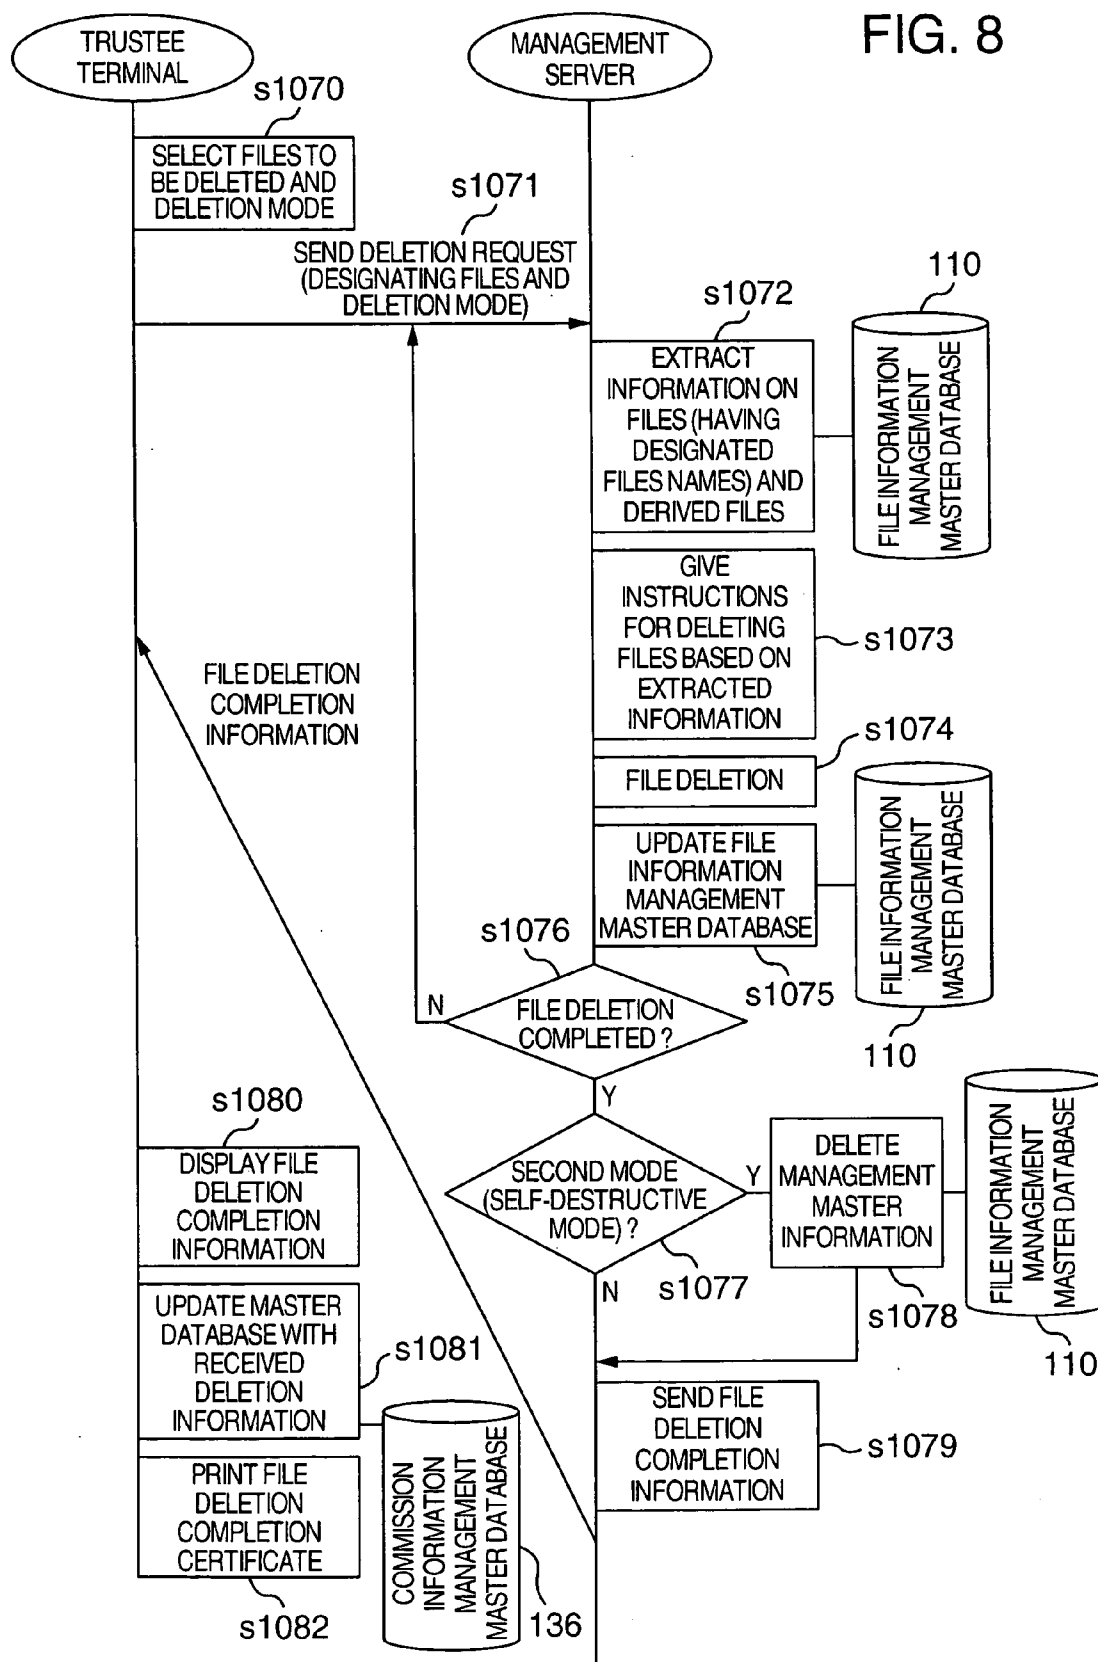 FIG. 8
TRUSTEE
TERMINAL
MANAGEMENT
SERVER
s1070
SELECT FILES TO
BE DELETED AND
DELETION MODE
s1071
SEND DELETION REQUEST
(DESIGNATING FILES AND
DELETION MODE)
s1072
EXTRACT
INFORMATION ON
FILES (HAVING
DESIGNATED
FILES NAMES) AND
DERIVED FILES
110
FILE INFORMATION
MANAGEMENT
MASTER DATABASE
GIVE
INSTRUCTIONS
FOR DELETING
FILES BASED ON
EXTRACTED
INFORMATION
s1073
FILE DELETION
COMPLETION
INFORMATION
s1074
FILE DELETION
UPDATE FILE
INFORMATION
MANAGEMENT
MASTER DATABASE
s1075
FILE INFORMATION
MANAGEMENT
MASTER DATABASE
110
s1076
N
FILE DELETION
COMPLETED ?
Y
SECOND MODE
(SELF-DESTRUCTIVE
MODE) ?
Y
s1077
N
DELETE
MANAGEMENT
MASTER
INFORMATION
s1078
FILE INFORMATION
MANAGEMENT
MASTER DATABASE
110
SEND FILE
DELETION
COMPLETION
INFORMATION
s1079
s1080
DISPLAY FILE
DELETION
COMPLETION
INFORMATION
UPDATE MASTER
DATABASE WITH
RECEIVED
DELETION
INFORMATION
s1081
PRINT FILE
DELETION
COMPLETION
CERTIFICATE
s1082
COMMISSION
INFORMATION
MANAGEMENT
MASTER DATABASE
136